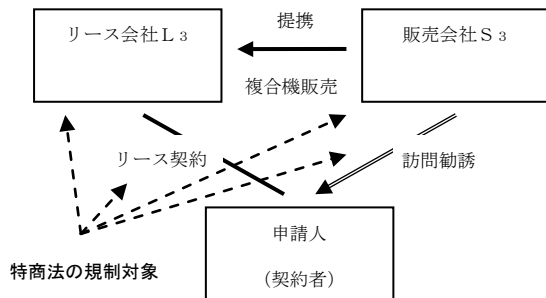 リース会社L₃
提携
販売会社S₃
複合機販売
リース契約
訪問勧誘
特商法の規制対象
申請人
(契約者)